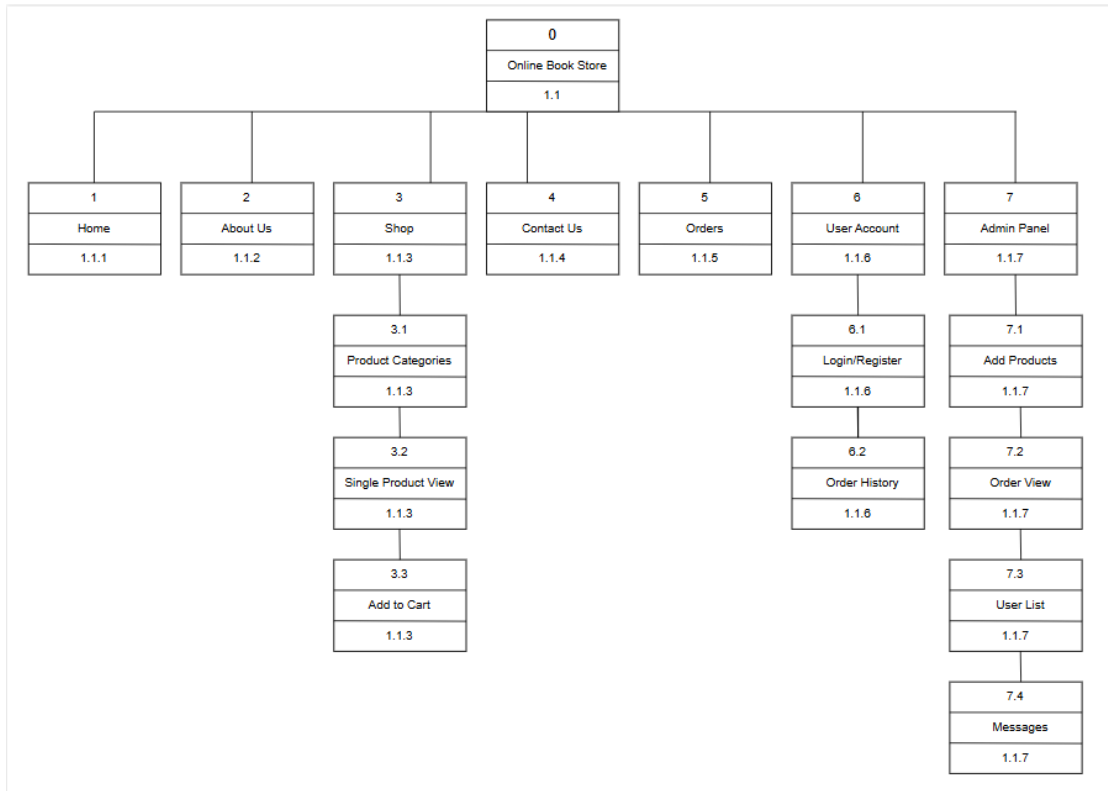 0
Online Book Store
1.1
1
Home
1.1.1
2
About Us
1.1.2
3
Shop
1.1.3
4
Contact Us
1.1.4
5
Orders
1.1.5
6
User Account
1.1.6
7
Admin Panel
1.1.7
3.1
Product Categories
1.1.3
3.2
Single Product View
1.1.3
3.3
Add to Cart
1.1.3
6.1
Login/Register
1.1.6
6.2
Order History
1.1.6
7.1
Add Products
1.1.7
7.2
Order View
1.1.7
7.3
User List
1.1.7
7.4
Messages
1.1.7